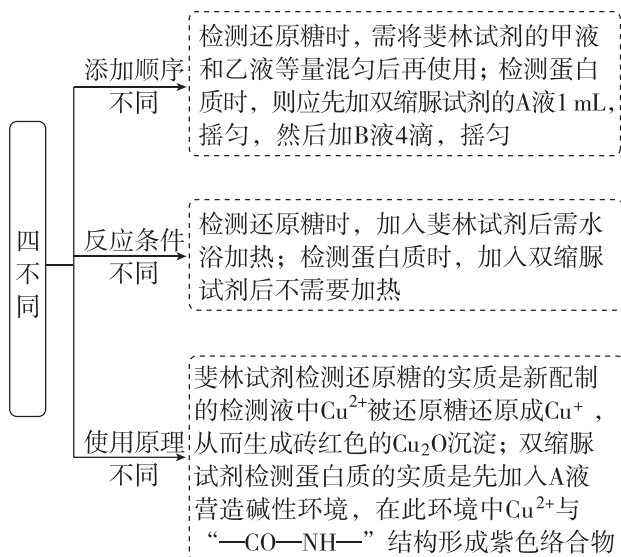 四不同
添加顺序
不同
检测还原糖时，需将斐林试剂的甲液
和乙液等量混匀后再使用；检测蛋白
质时，则应先加双缩脲试剂的A液1 mL，
摇匀，然后加B液4滴，摇匀
反应条件
不同
检测还原糖时，加入斐林试剂后需水
浴加热；检测蛋白质时，加入双缩脲
试剂后不需要加热
使用原理
不同
斐林试剂检测还原糖的实质是新配制
的检测液中Cu²⁺被还原糖还原成Cu⁺，
从而生成砖红色的Cu₂O沉淀；双缩脲
试剂检测蛋白质的实质是先加入A液
营造碱性环境，在此环境中Cu²⁺与
“—CO—NH—”结构形成紫色络合物